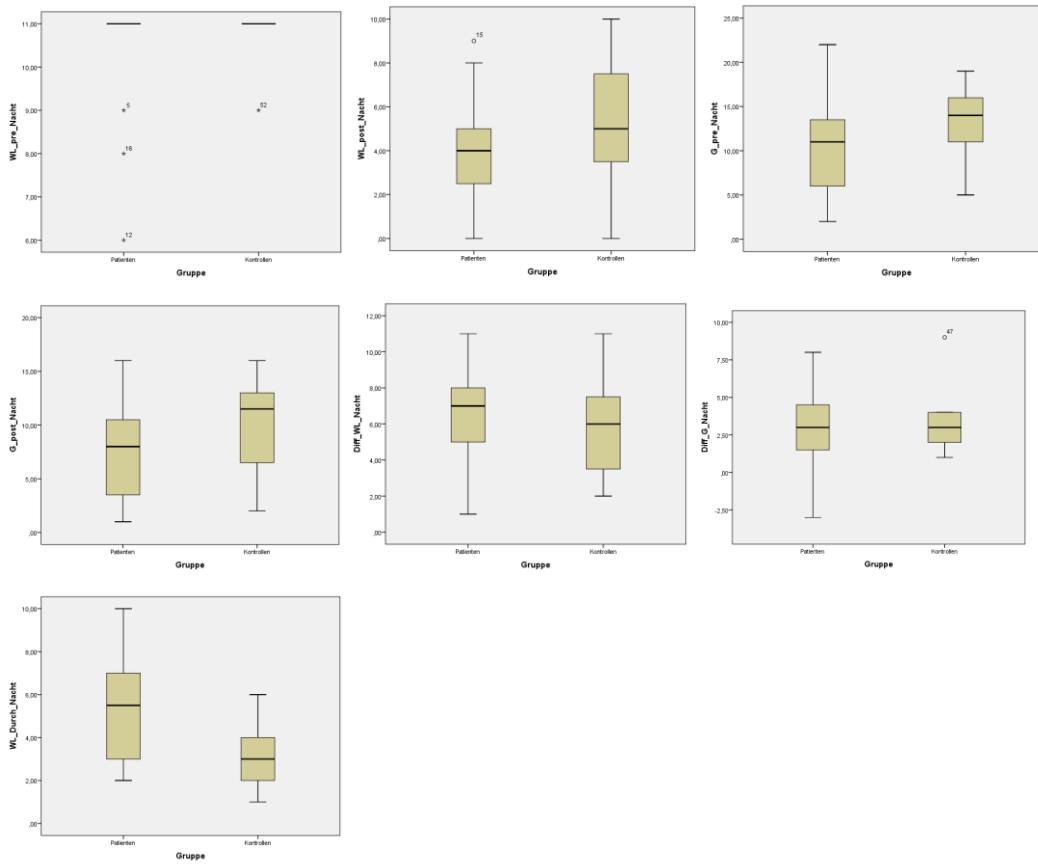 WL_pre_Nacht
11,00
10,00
9,00
8,00
7,00
6,00
5
16
12
52
Patienten
Kontrollen
Gruppe
WL_post_Nacht
10,00
8,00
6,00
4,00
2,00
,00
15
Patienten
Kontrollen
Gruppe
G_pre_Nacht
25,00
20,00
15,00
10,00
5,00
,00
Patienten
Kontrollen
Gruppe
G_post_Nacht
20,00
15,00
10,00
5,00
,00
Patienten
Kontrollen
Gruppe
Diff_WL_Nacht
12,00
10,00
8,00
6,00
4,00
2,00
,00
Patienten
Kontrollen
Gruppe
Diff_G_Nacht
10,00
7,50
5,00
2,50
,00
-2,50
47
Patienten
Kontrollen
Gruppe
WL_Durch_Nacht
10,00
8,00
6,00
4,00
2,00
,00
Patienten
Kontrollen
Gruppe